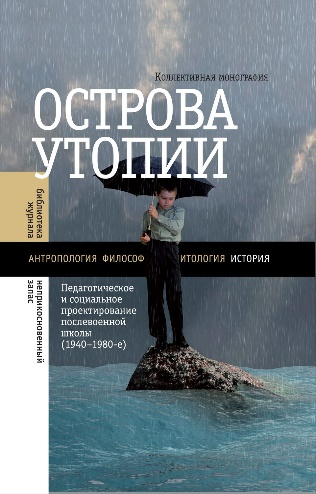 Коллективная монография
ОСТРОВА
УТОПИИ
библиотека
журнала
неприкосновенный
запас
АНТРОПОЛОГИЯ ФИЛОСОФ ИТОЛОГИЯ ИСТОРИЯ
Педагогическое
и социальное
проектирование
послевоенной
школы
(1940–1980-е)